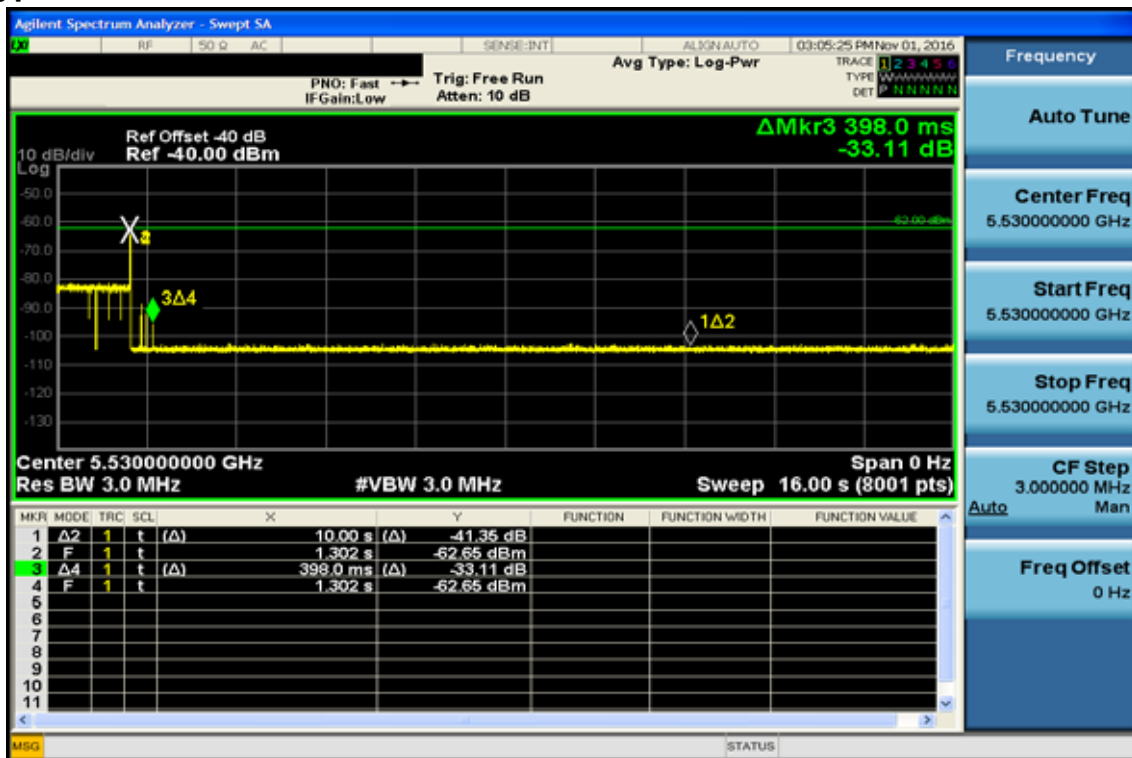 Agilent Spectrum Analyzer - Swept SA
LXI RF 50 Ω AC SENSE:INT ALIGN AUTO 03:05:25 PM Nov 01, 2016
Avg Type: Log-Pwr TRACE 1 2 3 4 5 6
PNO: Fast Trig: Free Run TYPE W
IFGain:Low Atten: 10 dB DET P N N N N N
Ref Offset -40 dB ΔMkr3 398.0 ms
10 dB/div Ref -40.00 dBm -33.11 dB
Log
-50.0
-60.0
-62.00 dBm
-70.0
-80.0
-90.0
3Δ4
-100
1Δ2
-110
-120
-130
Center 5.530000000 GHz Span 0 Hz
Res BW 3.0 MHz #VBW 3.0 MHz Sweep 16.00 s (8001 pts)
MKR MODE TRC SCL X Y FUNCTION FUNCTION WIDTH FUNCTION VALUE
1 Δ2 1 t (Δ) 10.00 s (Δ) -41.35 dB
2 F 1 t 1.302 s -62.65 dBm
3 Δ4 1 t (Δ) 398.0 ms (Δ) -33.11 dB
4 F 1 t 1.302 s -62.65 dBm
5
6
7
8
9
10
11
MSG STATUS
Frequency
Auto Tune
Center Freq
5.530000000 GHz
Start Freq
5.530000000 GHz
Stop Freq
5.530000000 GHz
CF Step
3.000000 MHz
Auto Man
Freq Offset
0 Hz